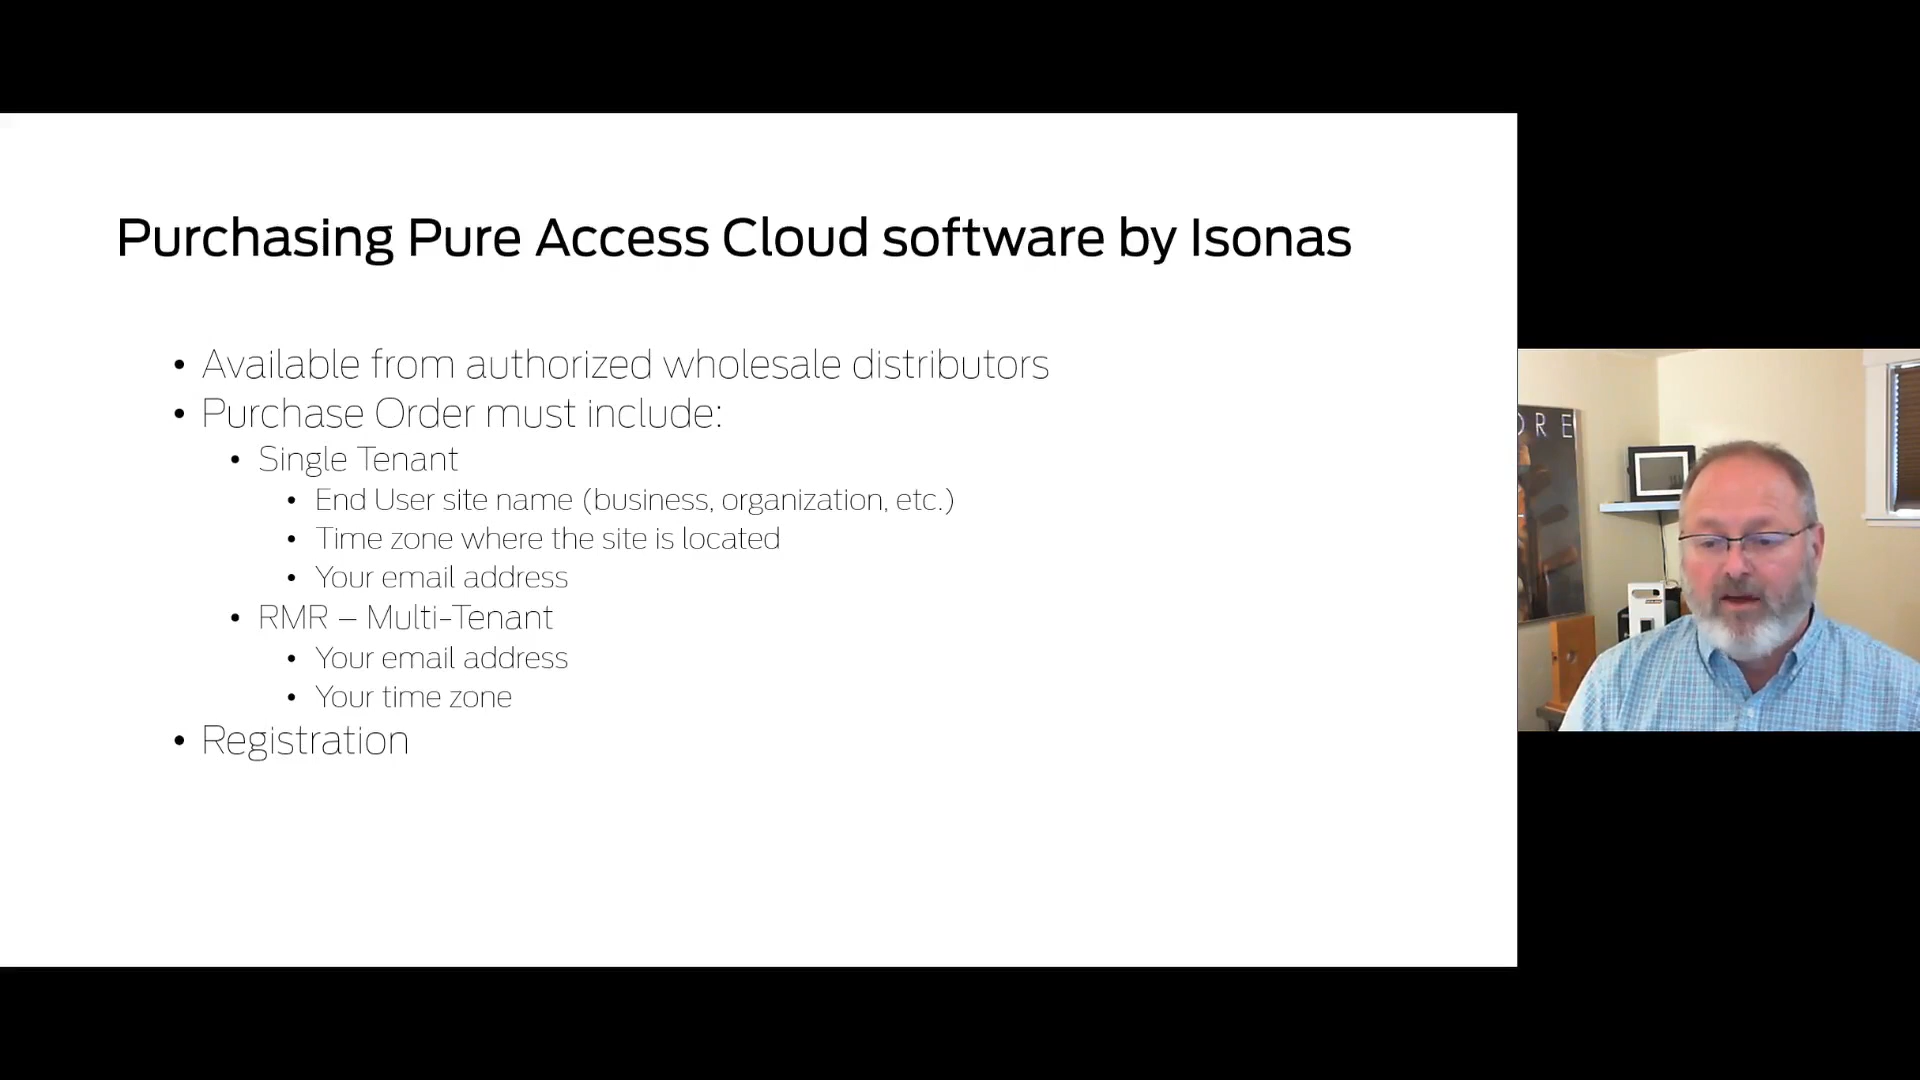 Purchasing Pure Access Cloud software by Isonas
• Available from authorized wholesale distributors
• Purchase Order must include:
• Single Tenant
• End User site name (business, organization, etc.)
• Time zone where the site is located
• Your email address
• RMR – Multi-Tenant
• Your email address
• Your time zone
• Registration
ORE